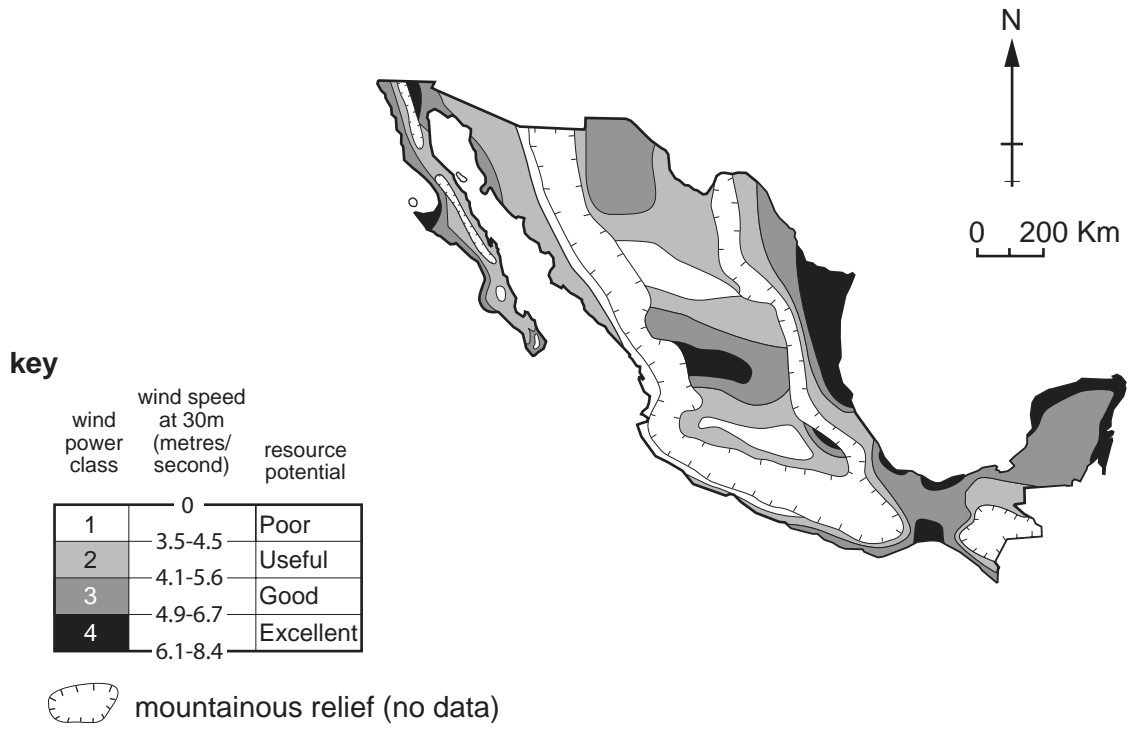 N
0 200 Km
key
wind
power
class
wind speed
at 30m
(metres/
second)
resource
potential
0
1 Poor
3.5-4.5
2 Useful
4.1-5.6
3 Good
4.9-6.7
4 Excellent
6.1-8.4
mountainous relief (no data)